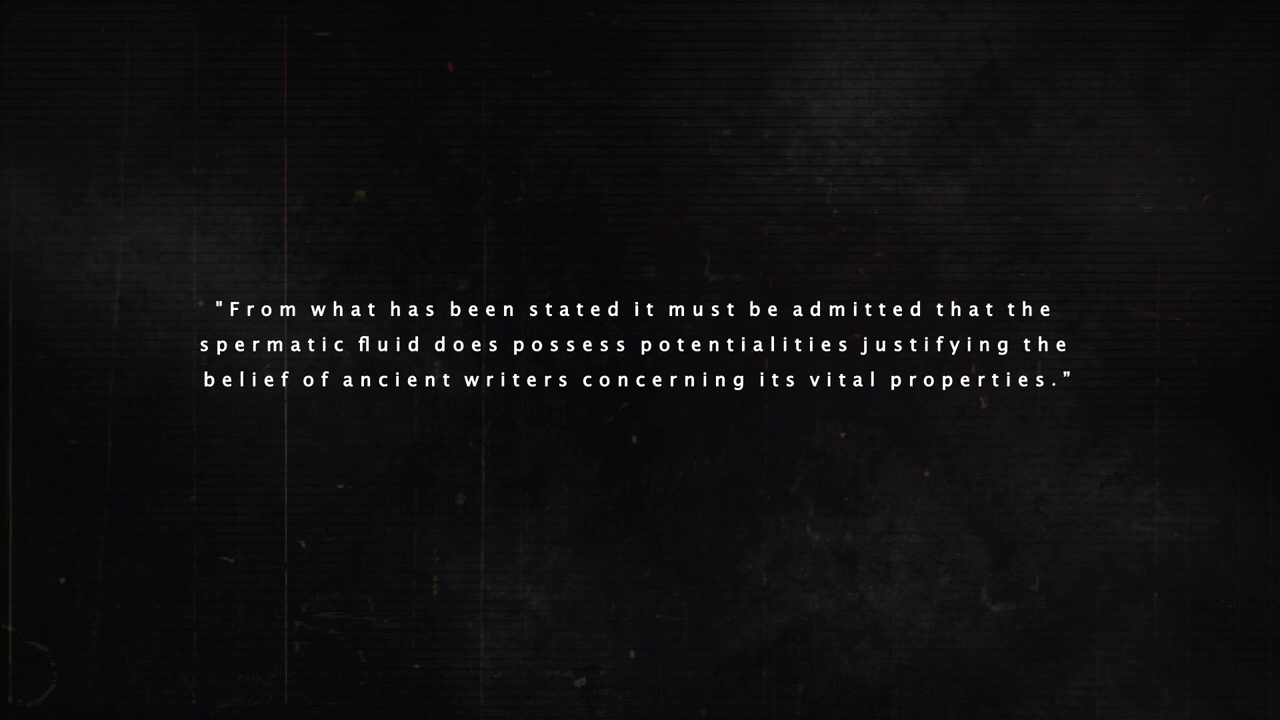 "From what has been stated it must be admitted that the
spermatic fluid does possess potentialities justifying the
belief of ancient writers concerning its vital properties.”